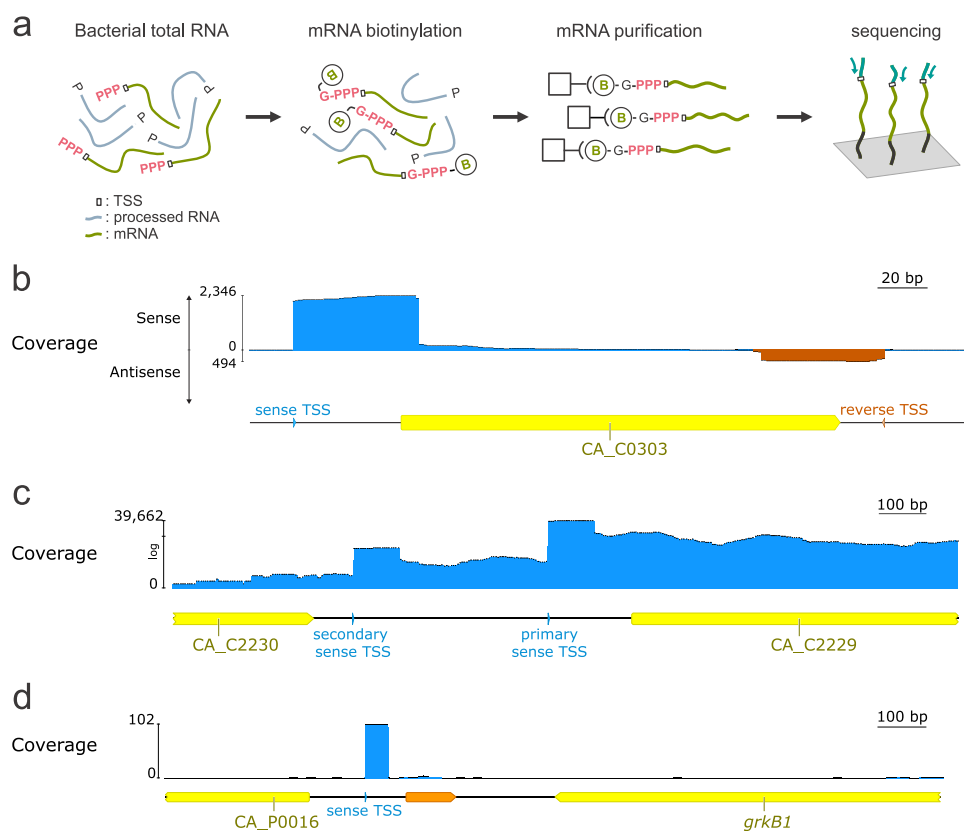 a
Bacterial total RNA
mRNA biotinylation
mRNA purification
sequencing
P
PPP
P
P
P
PPP
PPP
B
G-PPP
B
G-PPP
P
P
P
G-PPP
B
B
G-PPP
B
G-PPP
B
G-PPP
: TSS
: processed RNA
: mRNA
b
20 bp
2,346
Sense
Coverage
0
494
Antisense
sense TSS
reverse TSS
CA_C0303
c
100 bp
39,662
Coverage
log
0
CA_C2230
secondary
sense TSS
primary
sense TSS
CA_C2229
d
100 bp
102
Coverage
0
CA_P0016
sense TSS
grkB1